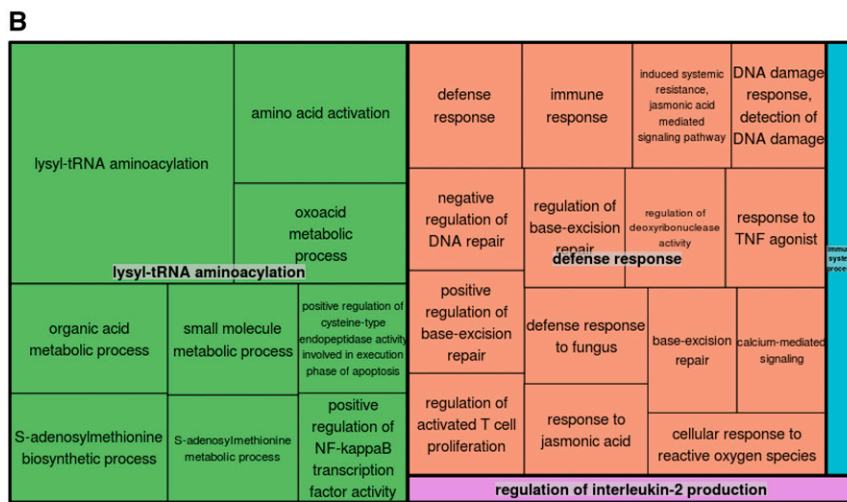 B
lysyl-tRNA aminoacylation
amino acid activation
oxoacid
metabolic
process
lysyl-tRNA aminoacylation
organic acid
metabolic process
small molecule
metabolic process
positive regulation of
cysteine-type
endopeptidase activity
involved in execution
phase of apoptosis
S-adenosylmethionine
biosynthetic process
S-adenosylmethionine
metabolic process
positive
regulation of
NF-kappaB
transcription
factor activity
defense
response
immune
response
induced systemic
resistance,
jasmonic acid
mediated
signaling pathway
DNA damage
response,
detection of
DNA damage
negative
regulation of
DNA repair
regulation of
base-excision
repair
regulation of
deoxyribonuclease
activity
response to
TNF agonist
defense response
positive
regulation of
base-excision
repair
defense response
to fungus
base-excision
repair
calcium-mediated
signaling
regulation of
activated T cell
proliferation
response to
jasmonic acid
cellular response to
reactive oxygen species
regulation of interleukin-2 production